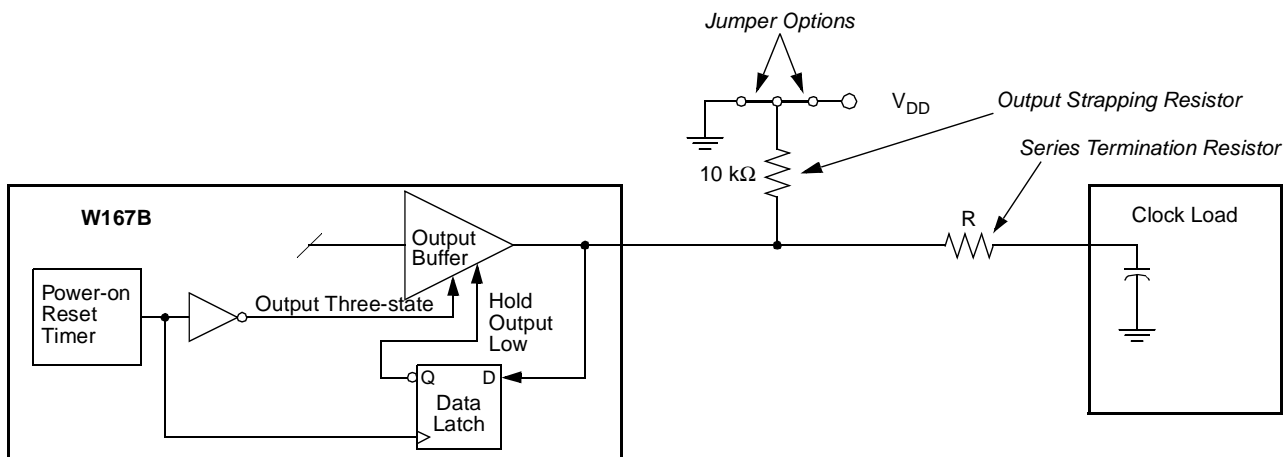 Jumper Options
V_DD
Output Strapping Resistor
Series Termination Resistor
10 kΩ
W167B
Output
Buffer
R
Clock Load
Power-on
Reset
Timer
Output Three-state
Hold
Output
Low
Q
D
Data
Latch